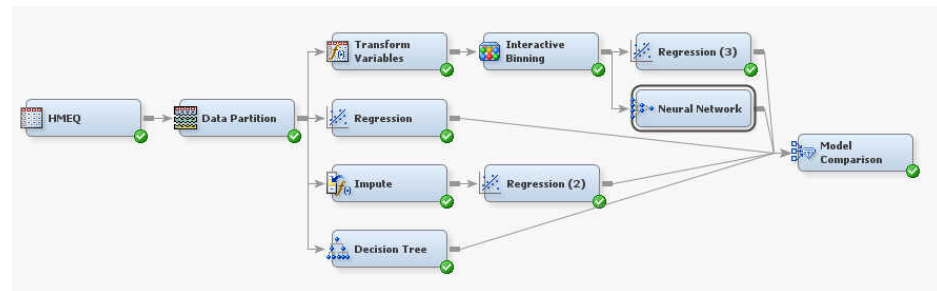 Transform
Variables
Interactive
Binning
Regression (3)
HMEQ
Data Partition
Regression
Neural Network
Model
Comparison
Impute
Regression (2)
Decision Tree